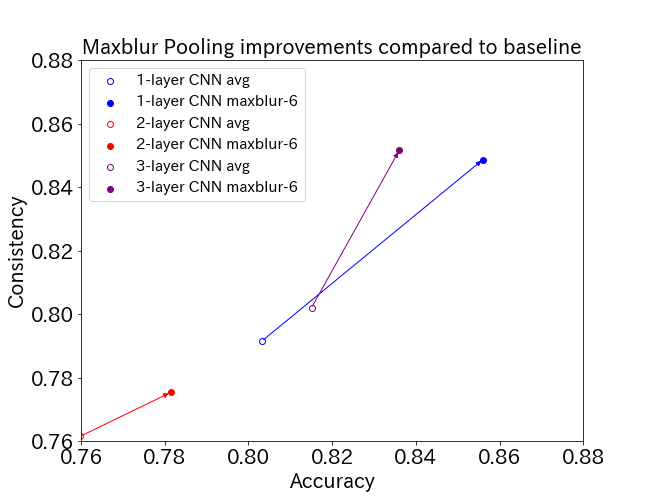 Maxblur Pooling improvements compared to baseline
0.88
0.86
0.84
0.82
0.80
0.78
0.76
Consistency
1-layer CNN avg
1-layer CNN maxblur-6
2-layer CNN avg
2-layer CNN maxblur-6
3-layer CNN avg
3-layer CNN maxblur-6
0.76 0.78 0.80 0.82 0.84 0.86 0.88
Accuracy